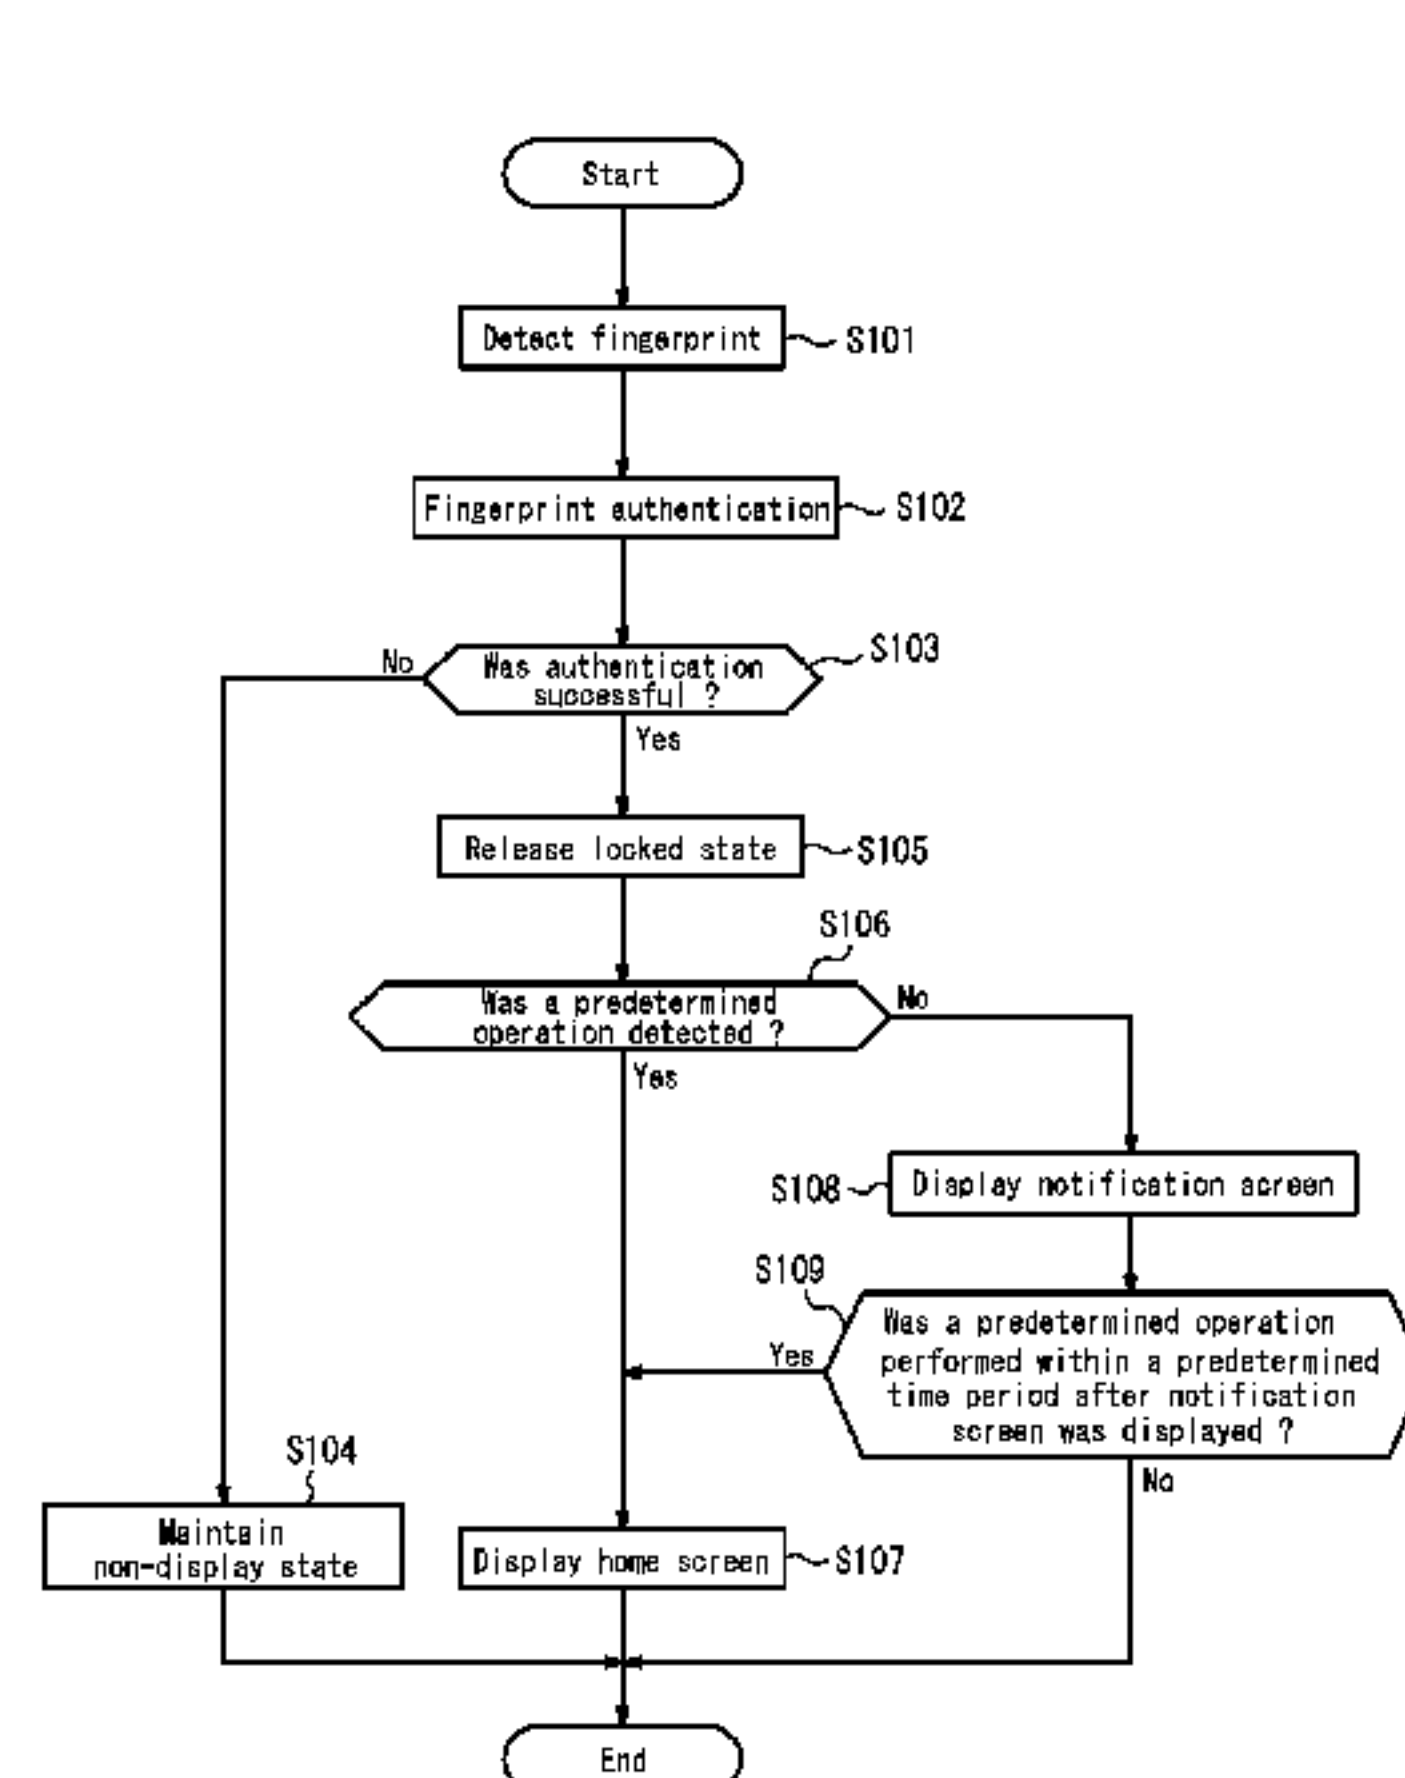 Start
Detect fingerprint
S101
Fingerprint authentication
S102
Was authentication
successful ?
S103
No
Yes
Release locked state
S105
S106
Was a predetermined
operation detected ?
No
Yes
S108
Display notification screen
S109
Was a predetermined operation
performed within a predetermined
time period after notification
screen was displayed ?
Yes
No
S104
Maintain
non-display state
Display home screen
S107
End